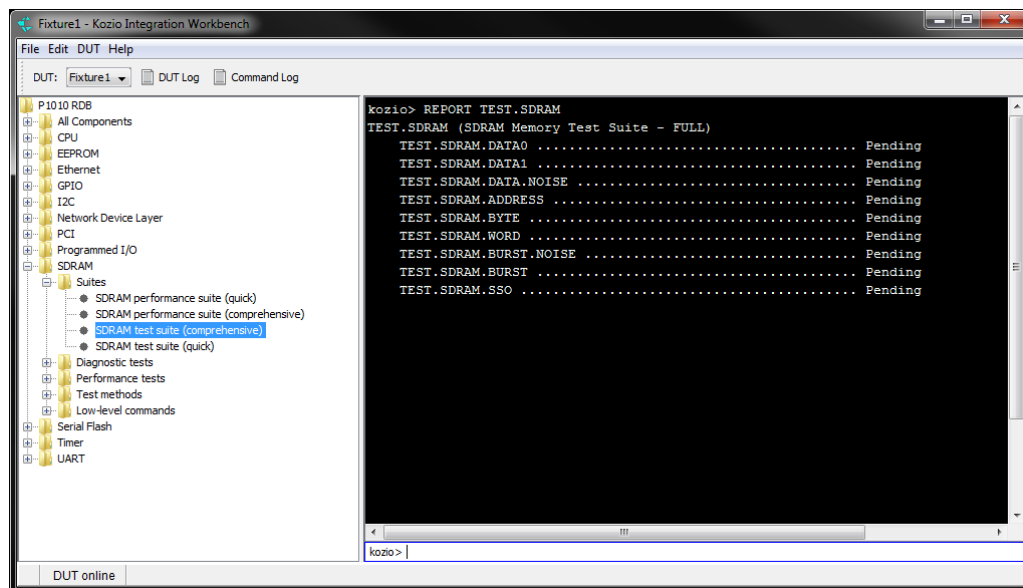 Fixture1 - Kozio Integration Workbench
File Edit DUT Help
DUT: Fixture1 DUT Log Command Log
P1010 RDB
All Components
CPU
EEPROM
Ethernet
GPIO
I2C
Network Device Layer
PCI
Programmed I/O
SDRAM
Suites
SDRAM performance suite (quick)
SDRAM performance suite (comprehensive)
SDRAM test suite (comprehensive)
SDRAM test suite (quick)
Diagnostic tests
Performance tests
Test methods
Low-level commands
Serial Flash
Timer
UART
kozio> REPORT TEST.SDRAM
TEST.SDRAM (SDRAM Memory Test Suite - FULL)
TEST.SDRAM.DATA0 ........................................ Pending
TEST.SDRAM.DATA1 ........................................ Pending
TEST.SDRAM.DATA.NOISE ................................... Pending
TEST.SDRAM.ADDRESS ...................................... Pending
TEST.SDRAM.BYTE ......................................... Pending
TEST.SDRAM.WORD ......................................... Pending
TEST.SDRAM.BURST.NOISE .................................. Pending
TEST.SDRAM.BURST ........................................ Pending
TEST.SDRAM.SSO .......................................... Pending
kozio>
DUT online